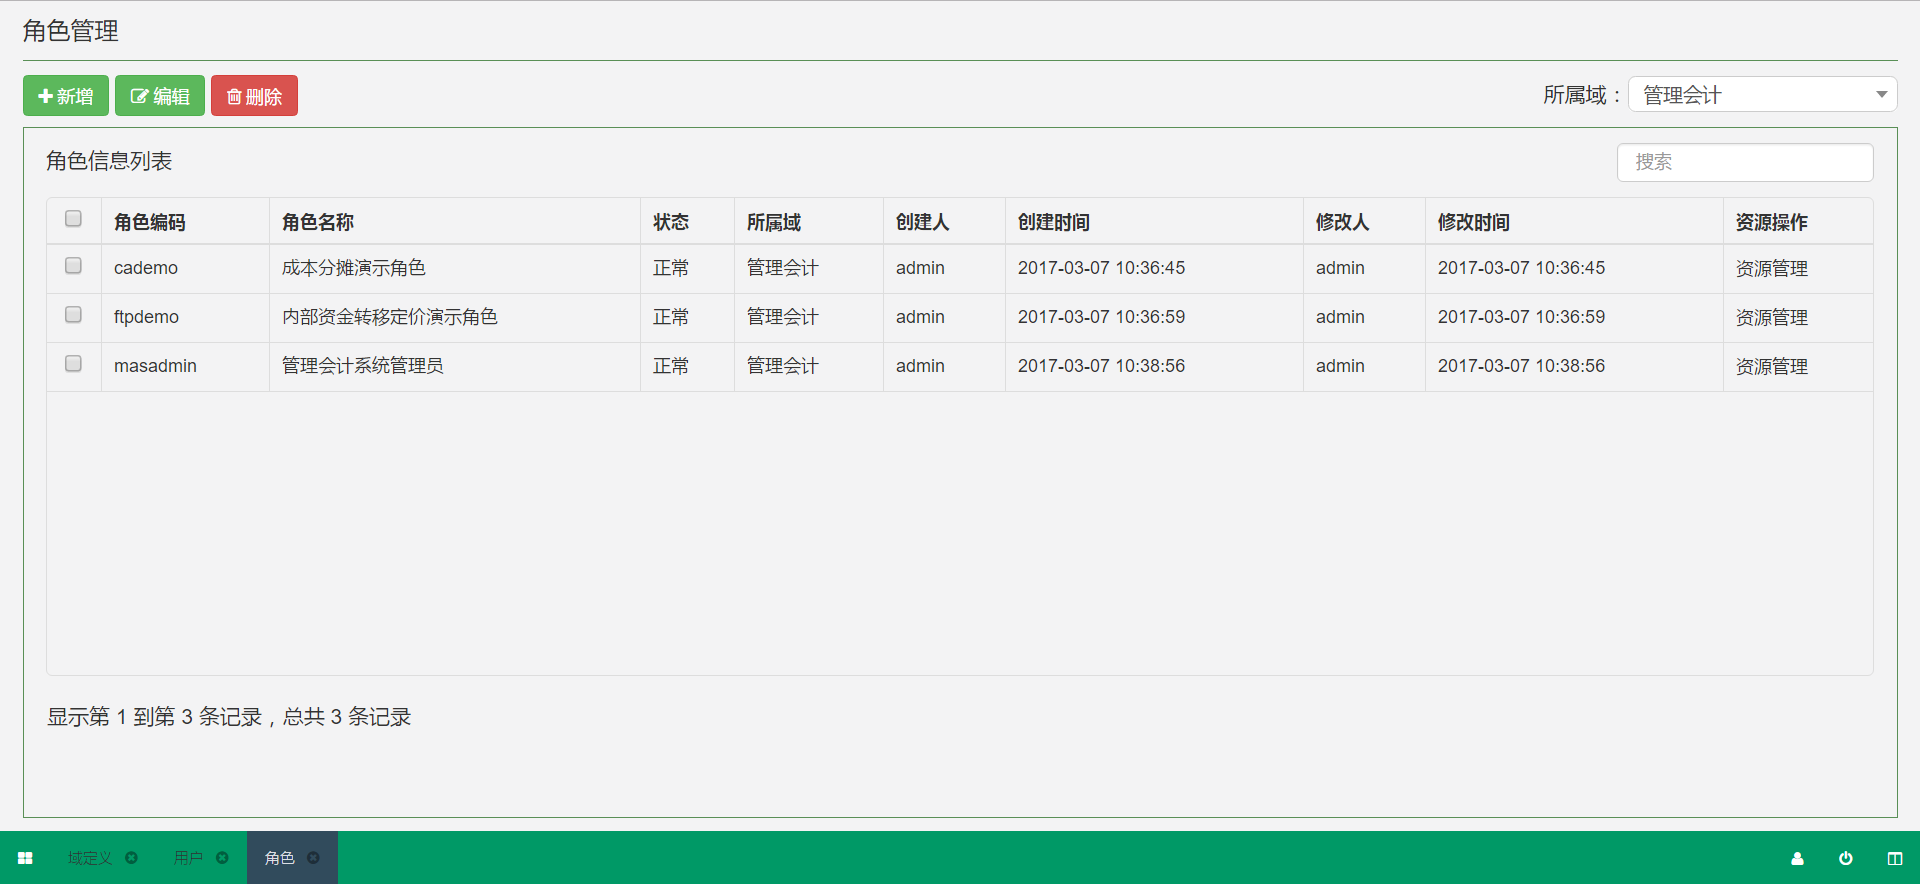 角色管理
新增 编辑 删除 所属域： 管理会计
角色信息列表 搜索
角色编码 角色名称 状态 所属域 创建人 创建时间 修改人 修改时间 资源操作
cademo 成本分摊演示角色 正常 管理会计 admin 2017-03-07 10:36:45 admin 2017-03-07 10:36:45 资源管理
ftpdemo 内部资金转移定价演示角色 正常 管理会计 admin 2017-03-07 10:36:59 admin 2017-03-07 10:36:59 资源管理
masadmin 管理会计系统管理员 正常 管理会计 admin 2017-03-07 10:38:56 admin 2017-03-07 10:38:56 资源管理
显示第 1 到第 3 条记录，总共 3 条记录
域定义 用户 角色